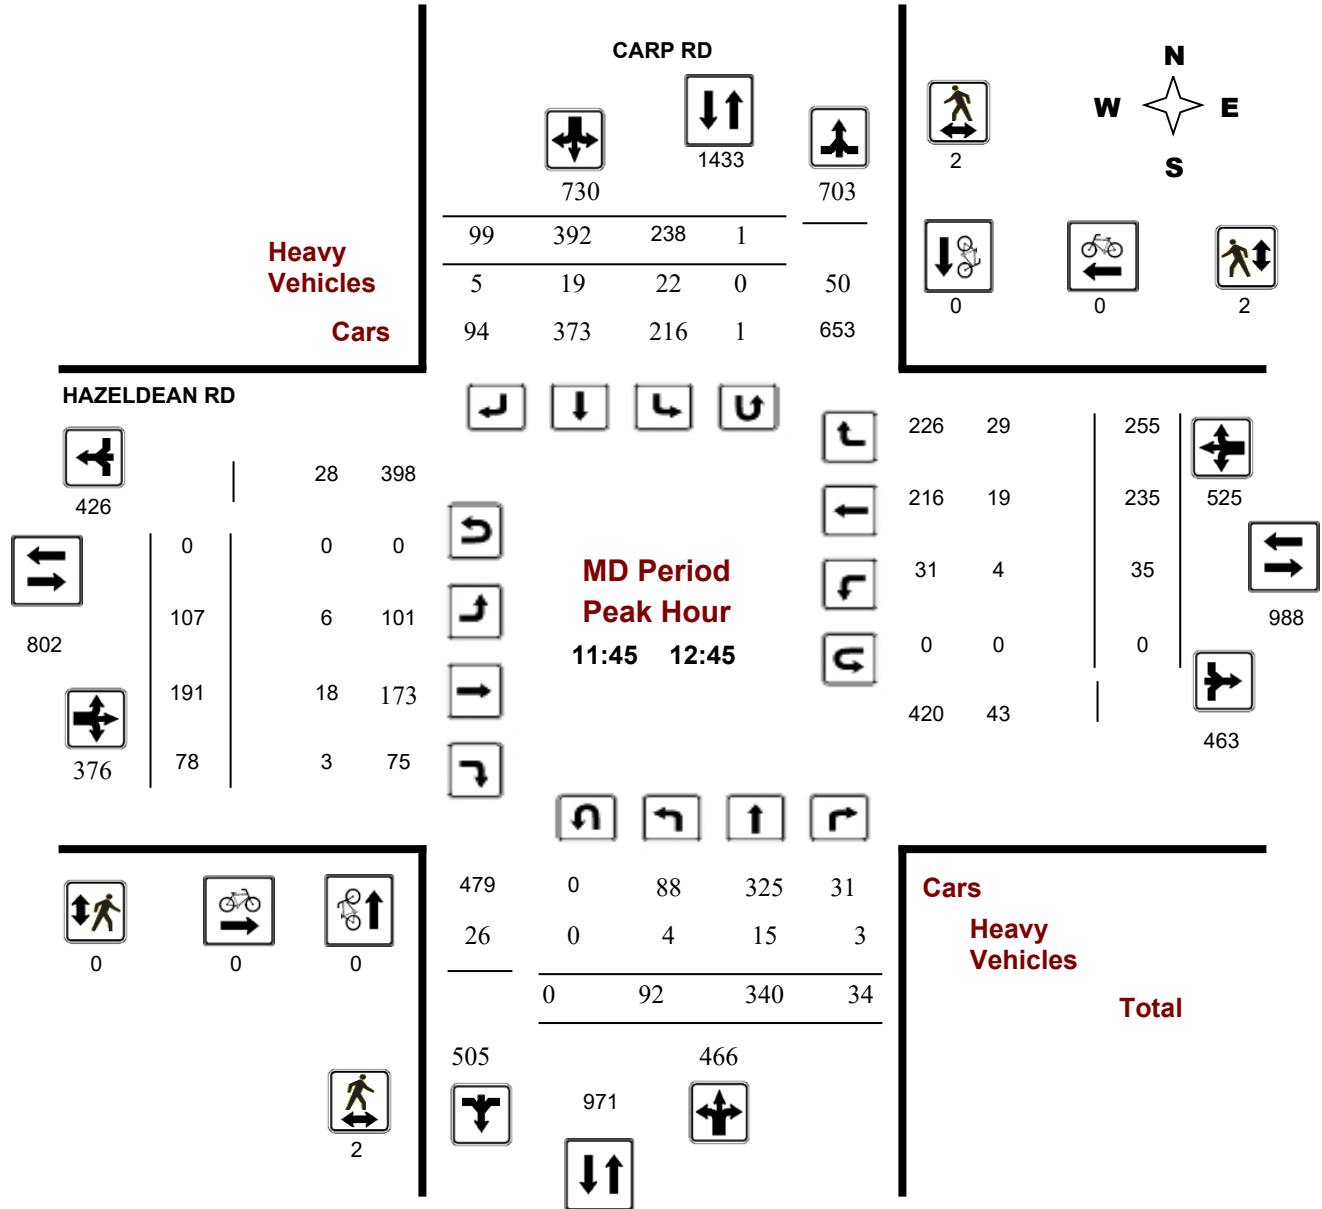 CARP RD
N
W E
S
1433
2
730 703
99 392 238 1
Heavy
Vehicles 5 19 22 0 50
Cars 94 373 216 1 653
0 0 2
HAZELDEAN RD
226 29 255
28 398
426
216 19 235 525
0 0 0
MD Period
31 4 35
Peak Hour
107 6 101
988
802
11:45 12:45
0 0 0
191 18 173
420 43
463
376 78 3 75
479 0 88 325 31 Cars
26 0 4 15 3 Heavy
Vehicles
0 0 0
0 92 340 34
Total
505 466
971
2